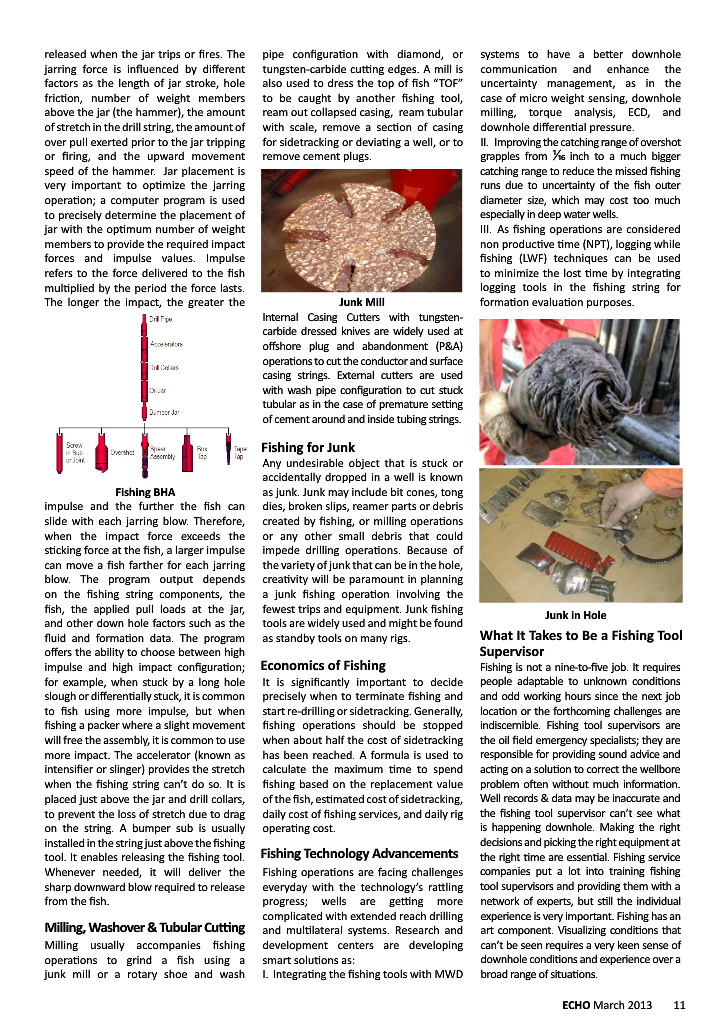 released when the jar trips or fires. The
jarring force is influenced by different
factors as the length of jar stroke, hole
friction, number of weight members
above the jar (the hammer), the amount
of stretch in the drill string, the amount of
over pull exerted prior to the jar tripping
or firing, and the upward movement
speed of the hammer. Jar placement is
very important to optimize the jarring
operation; a computer program is used
to precisely determine the placement of
jar with the optimum number of weight
members to provide the required impact
forces and impulse values. Impulse
refers to the force delivered to the fish
multiplied by the period the force lasts.
The longer the impact, the greater the
Drill Pipe
Accelerators
Drill Collars
Oil Jar
Bumper Jar
Screw
in Sub
or Joint
Overshot
Spear
Assembly
Box
Tap
Tape
Tap
Fishing BHA
impulse and the further the fish can
slide with each jarring blow. Therefore,
when the impact force exceeds the
sticking force at the fish, a larger impulse
can move a fish farther for each jarring
blow. The program output depends
on the fishing string components, the
fish, the applied pull loads at the jar,
and other down hole factors such as the
fluid and formation data. The program
offers the ability to choose between high
impulse and high impact configuration;
for example, when stuck by a long hole
slough or differentially stuck, it is common
to fish using more impulse, but when
fishing a packer where a slight movement
will free the assembly, it is common to use
more impact. The accelerator (known as
intensifier or slinger) provides the stretch
when the fishing string can't do so. It is
placed just above the jar and drill collars,
to prevent the loss of stretch due to drag
on the string. A bumper sub is usually
installed in the string just above the fishing
tool. It enables releasing the fishing tool.
Whenever needed, it will deliver the
sharp downward blow required to release
from the fish.
Milling, Washover & Tubular Cutting
Milling usually accompanies fishing
operations to grind a fish using a
junk mill or a rotary shoe and wash
pipe configuration with diamond, or
tungsten-carbide cutting edges. A mill is
also used to dress the top of fish "TOF"
to be caught by another fishing tool,
ream out collapsed casing, ream tubular
with scale, remove a section of casing
for sidetracking or deviating a well, or to
remove cement plugs.
Junk Mill
Internal Casing Cutters with tungsten-
carbide dressed knives are widely used at
offshore plug and abandonment (P&A)
operations to cut the conductor and surface
casing strings. External cutters are used
with wash pipe configuration to cut stuck
tubular as in the case of premature setting
of cement around and inside tubing strings.
Fishing for Junk
Any undesirable object that is stuck or
accidentally dropped in a well is known
as junk. Junk may include bit cones, tong
dies, broken slips, reamer parts or debris
created by fishing, or milling operations
or any other small debris that could
impede drilling operations. Because of
the variety of junk that can be in the hole,
creativity will be paramount in planning
a junk fishing operation involving the
fewest trips and equipment. Junk fishing
tools are widely used and might be found
as standby tools on many rigs.
Economics of Fishing
It is significantly important to decide
precisely when to terminate fishing and
start re-drilling or sidetracking. Generally,
fishing operations should be stopped
when about half the cost of sidetracking
has been reached. A formula is used to
calculate the maximum time to spend
fishing based on the replacement value
of the fish, estimated cost of sidetracking,
daily cost of fishing services, and daily rig
operating cost.
Fishing Technology Advancements
Fishing operations are facing challenges
everyday with the technology's rattling
progress; wells are getting more
complicated with extended reach drilling
and multilateral systems. Research and
development centers are developing
smart solutions as:
I. Integrating the fishing tools with MWD
systems to have a better downhole
communication and enhance the
uncertainty management, as in the
case of micro weight sensing, downhole
milling, torque analysis, ECD, and
downhole differential pressure.
II. Improving the catching range of overshot
grapples from 1/16 inch to a much bigger
catching range to reduce the missed fishing
runs due to uncertainty of the fish outer
diameter size, which may cost too much
especially in deep water wells.
III. As fishing operations are considered
non productive time (NPT), logging while
fishing (LWF) techniques can be used
to minimize the lost time by integrating
logging tools in the fishing string for
formation evaluation purposes.
Junk in Hole
What It Takes to Be a Fishing Tool
Supervisor
Fishing is not a nine-to-five job. It requires
people adaptable to unknown conditions
and odd working hours since the next job
location or the forthcoming challenges are
indiscernible. Fishing tool supervisors are
the oil field emergency specialists; they are
responsible for providing sound advice and
acting on a solution to correct the wellbore
problem often without much information.
Well records & data may be inaccurate and
the fishing tool supervisor can't see what
is happening downhole. Making the right
decisions and picking the right equipment at
the right time are essential. Fishing service
companies put a lot into training fishing
tool supervisors and providing them with a
network of experts, but still the individual
experience is very important. Fishing has an
art component. Visualizing conditions that
can't be seen requires a very keen sense of
downhole conditions and experience over a
broad range of situations.
ECHO March 2013 11